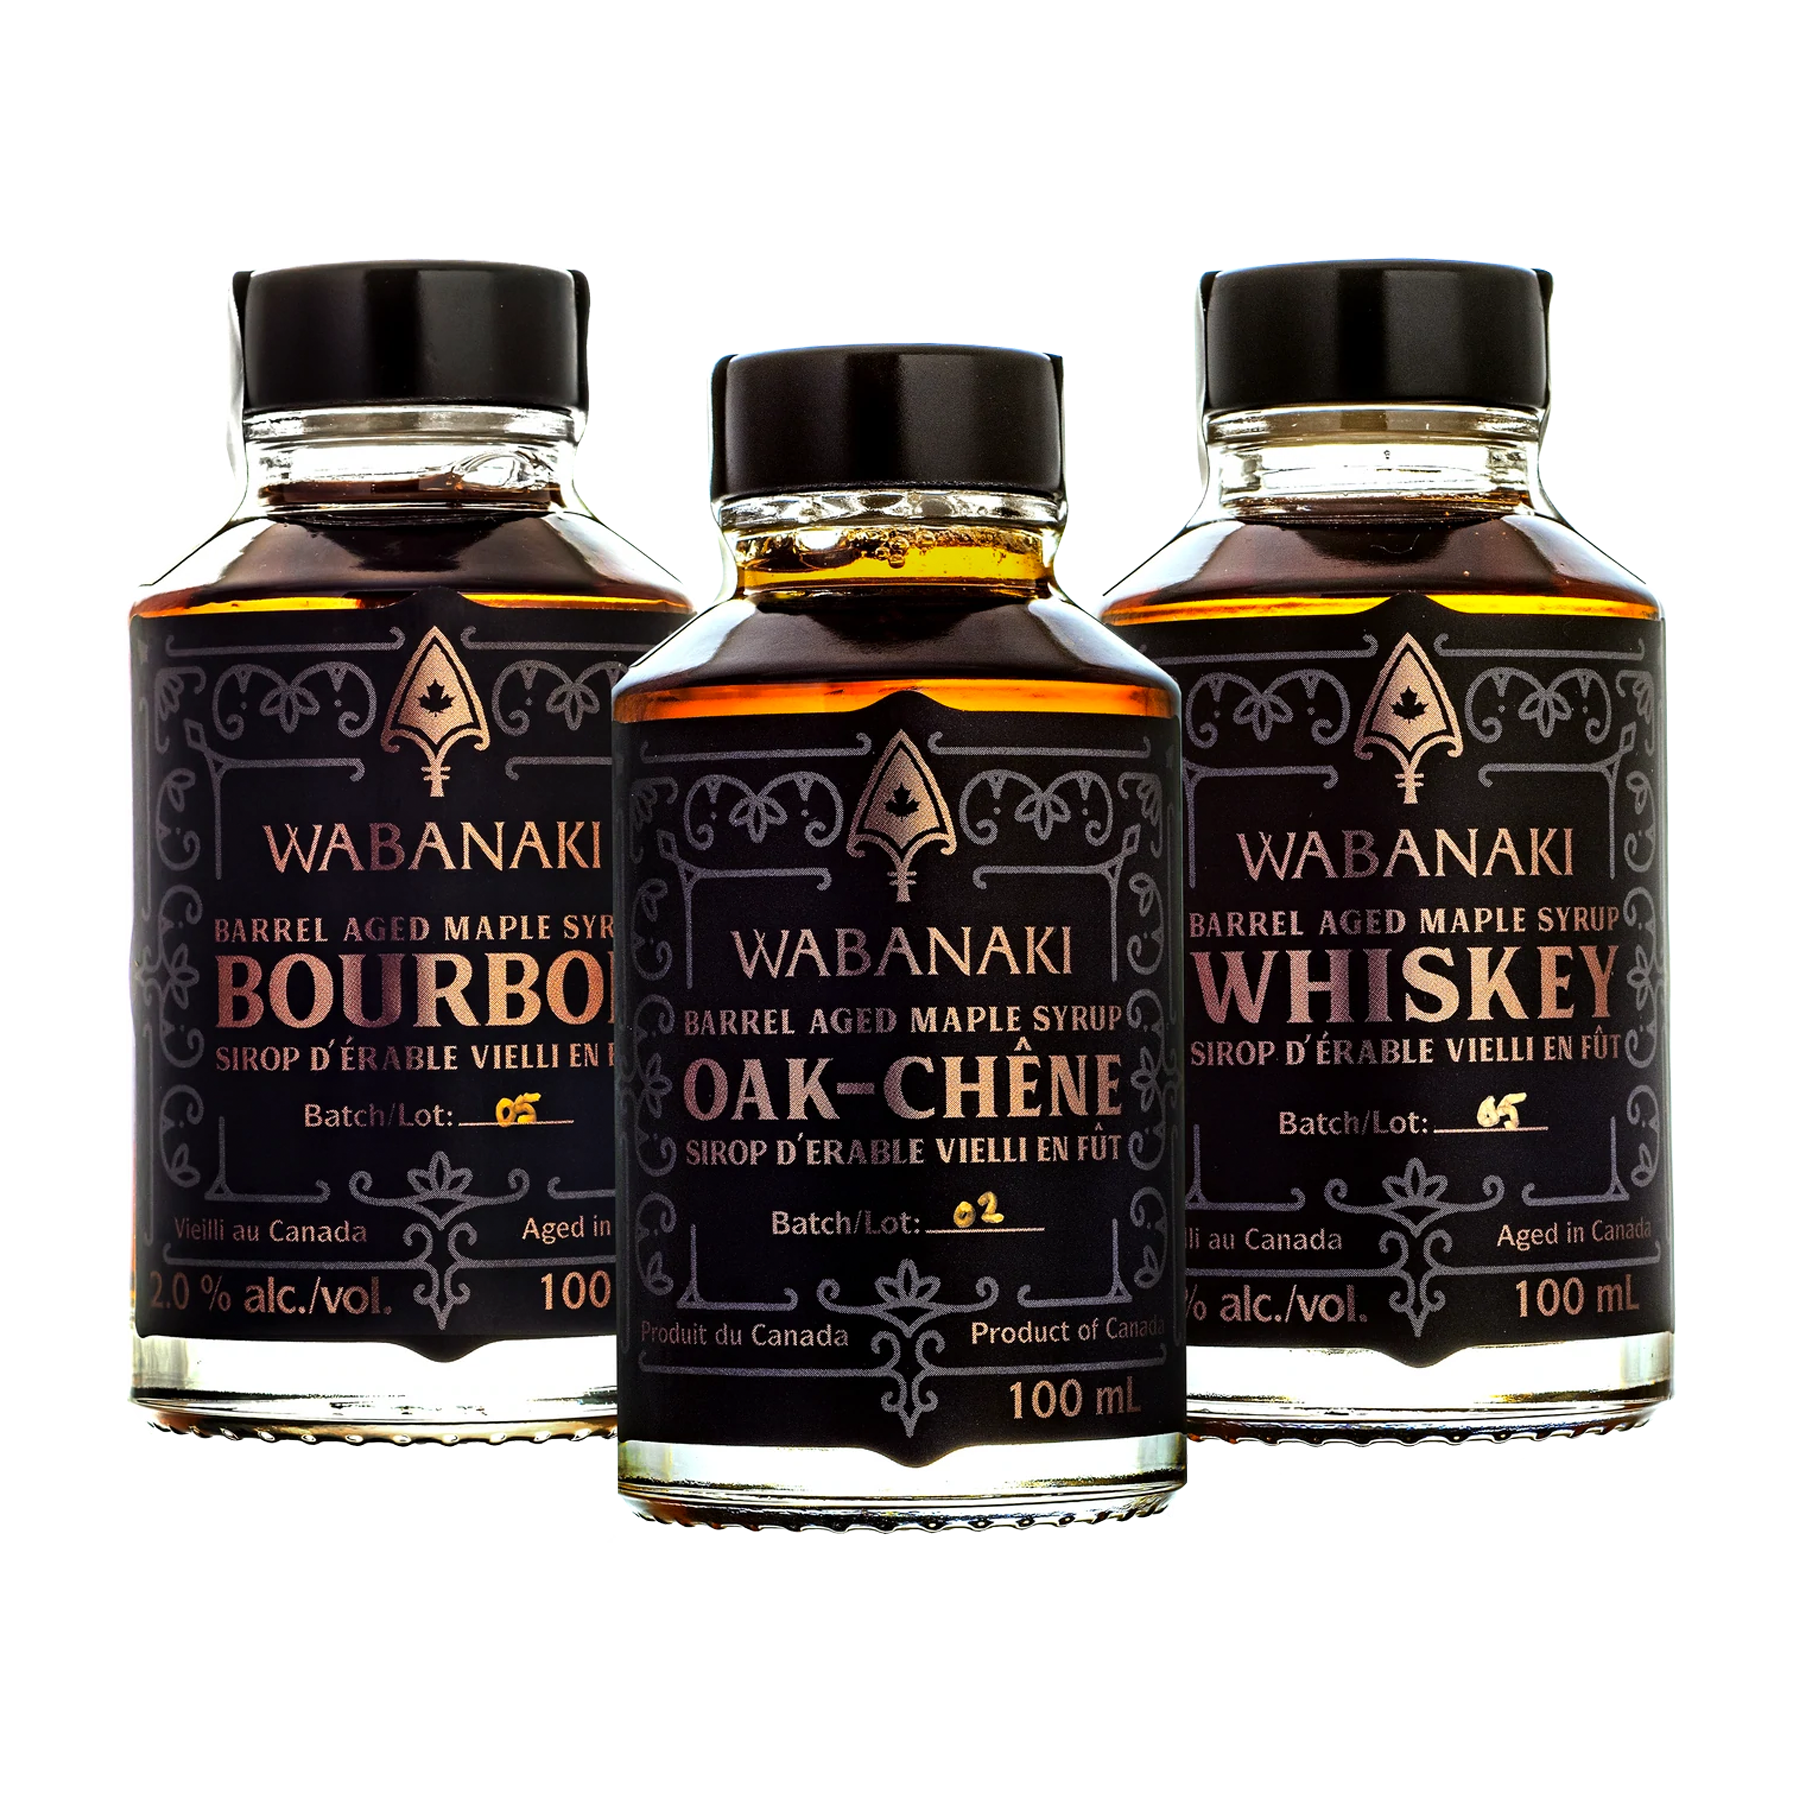 WABANAKI
BARREL AGED MAPLE
SIROP D'ÉRABLE VIELLI EN
Batch/Lot: 05
Vieilli au Canada
Aged in
2.0 % alc./vol.
100
WABANAKI
BARREL AGED MAPLE SYRUP
OAK-CHÊNE
SIROP D'ERABLE VIELLI EN FÛT
Batch/Lot: 02
Produit du Canada
Product of Canada
100 mL
WABANAKI
BARREL AGED MAPLE SYRUP
WHISKEY
SIROP D'ÉRABLE VIELLI EN FÛT
Batch/Lot: 05
au Canada
Aged in Canada
% alc./vol.
100 mL